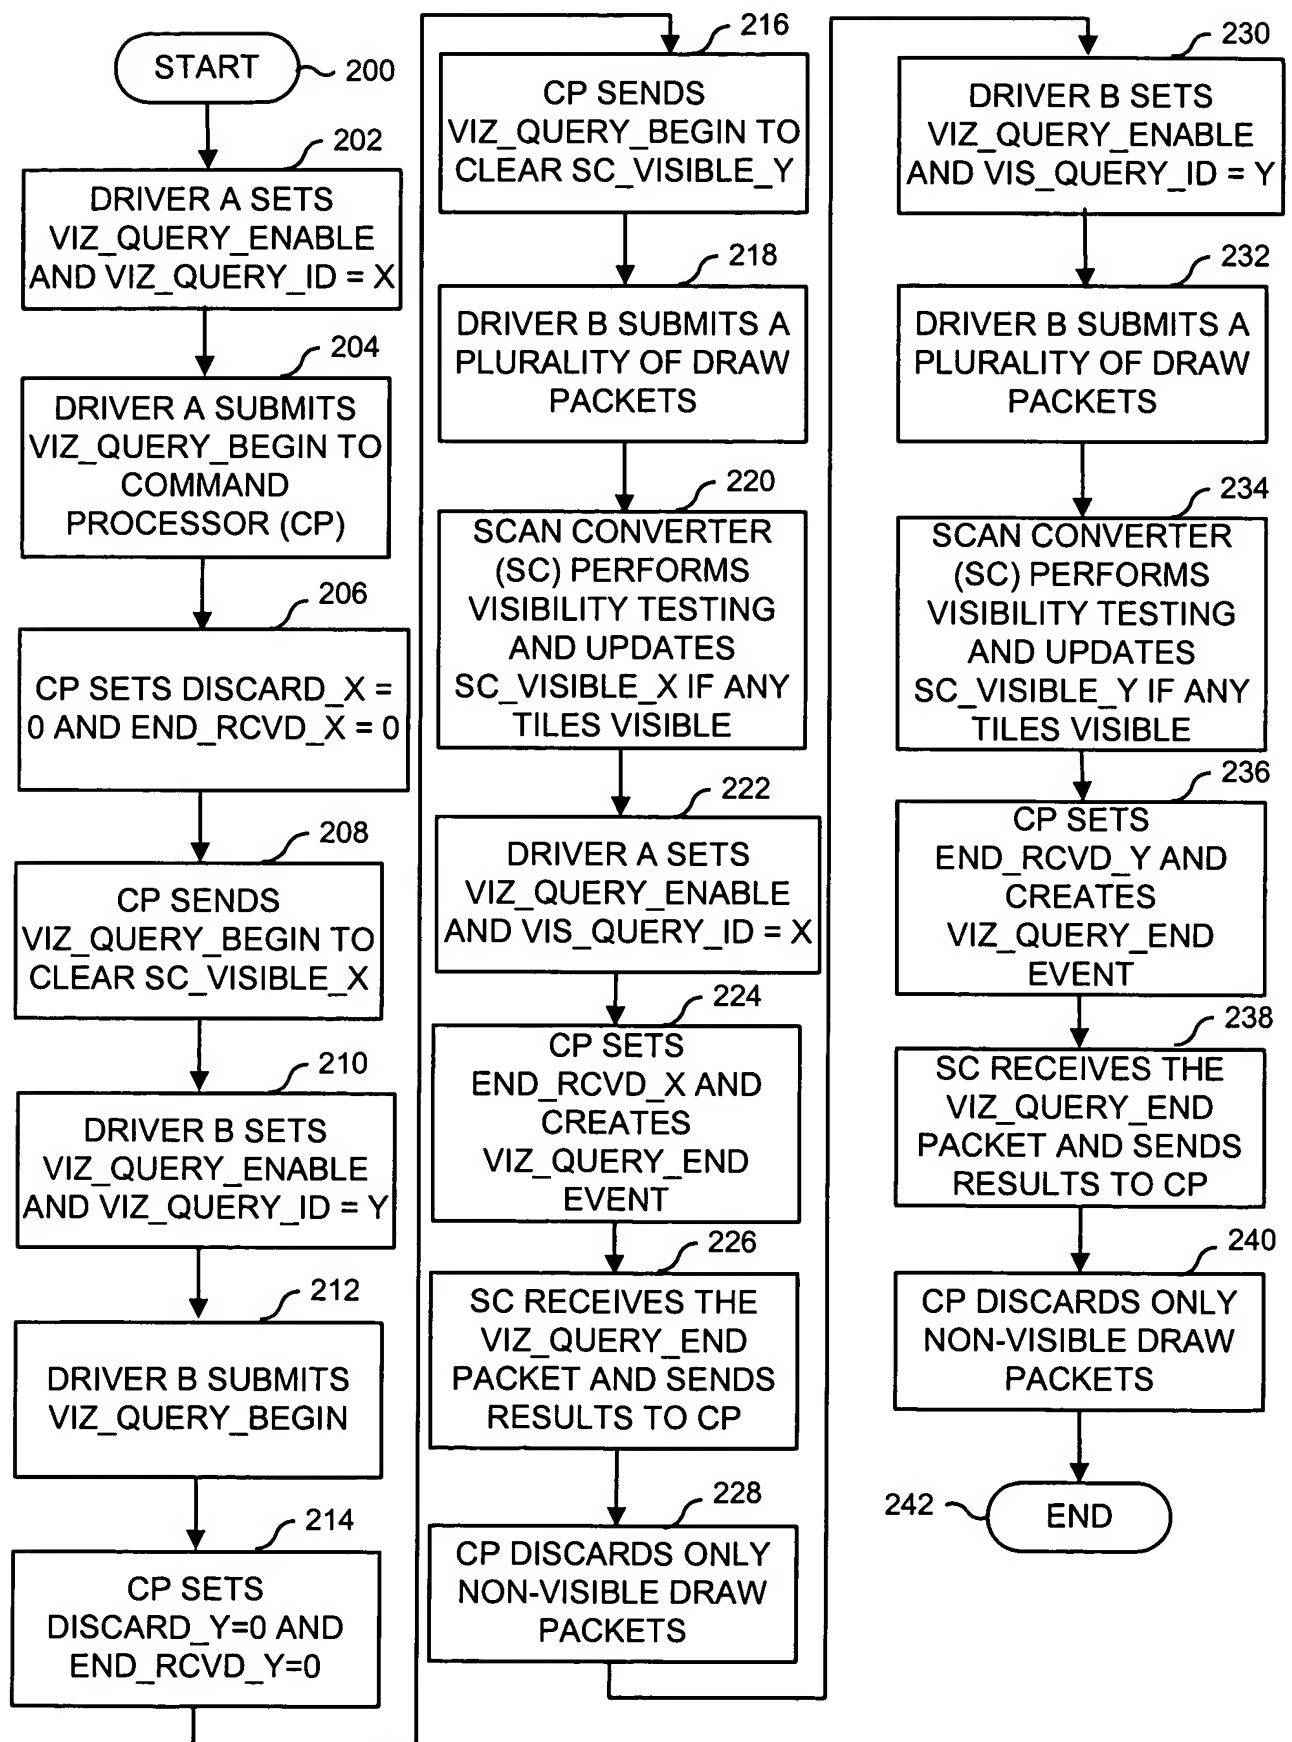 START
200
202
DRIVER A SETS
VIZ_QUERY_ENABLE
AND VIZ_QUERY_ID = X
204
DRIVER A SUBMITS
VIZ_QUERY_BEGIN TO
COMMAND
PROCESSOR (CP)
206
CP SETS DISCARD_X =
0 AND END_RCVD_X = 0
208
CP SENDS
VIZ_QUERY_BEGIN TO
CLEAR SC_VISIBLE_X
210
DRIVER B SETS
VIZ_QUERY_ENABLE
AND VIZ_QUERY_ID = Y
212
DRIVER B SUBMITS
VIZ_QUERY_BEGIN
214
CP SETS
DISCARD_Y=0 AND
END_RCVD_Y=0
216
CP SENDS
VIZ_QUERY_BEGIN TO
CLEAR SC_VISIBLE_Y
218
DRIVER B SUBMITS A
PLURALITY OF DRAW
PACKETS
220
SCAN CONVERTER
(SC) PERFORMS
VISIBILITY TESTING
AND UPDATES
SC_VISIBLE_X IF ANY
TILES VISIBLE
222
DRIVER A SETS
VIZ_QUERY_ENABLE
AND VIS_QUERY_ID = X
224
CP SETS
END_RCVD_X AND
CREATES
VIZ_QUERY_END
EVENT
226
SC RECEIVES THE
VIZ_QUERY_END
PACKET AND SENDS
RESULTS TO CP
228
CP DISCARDS ONLY
NON-VISIBLE DRAW
PACKETS
230
DRIVER B SETS
VIZ_QUERY_ENABLE
AND VIS_QUERY_ID = Y
232
DRIVER B SUBMITS A
PLURALITY OF DRAW
PACKETS
234
SCAN CONVERTER
(SC) PERFORMS
VISIBILITY TESTING
AND UPDATES
SC_VISIBLE_Y IF ANY
TILES VISIBLE
236
CP SETS
END_RCVD_Y AND
CREATES
VIZ_QUERY_END
EVENT
238
SC RECEIVES THE
VIZ_QUERY_END
PACKET AND SENDS
RESULTS TO CP
240
CP DISCARDS ONLY
NON-VISIBLE DRAW
PACKETS
242
END